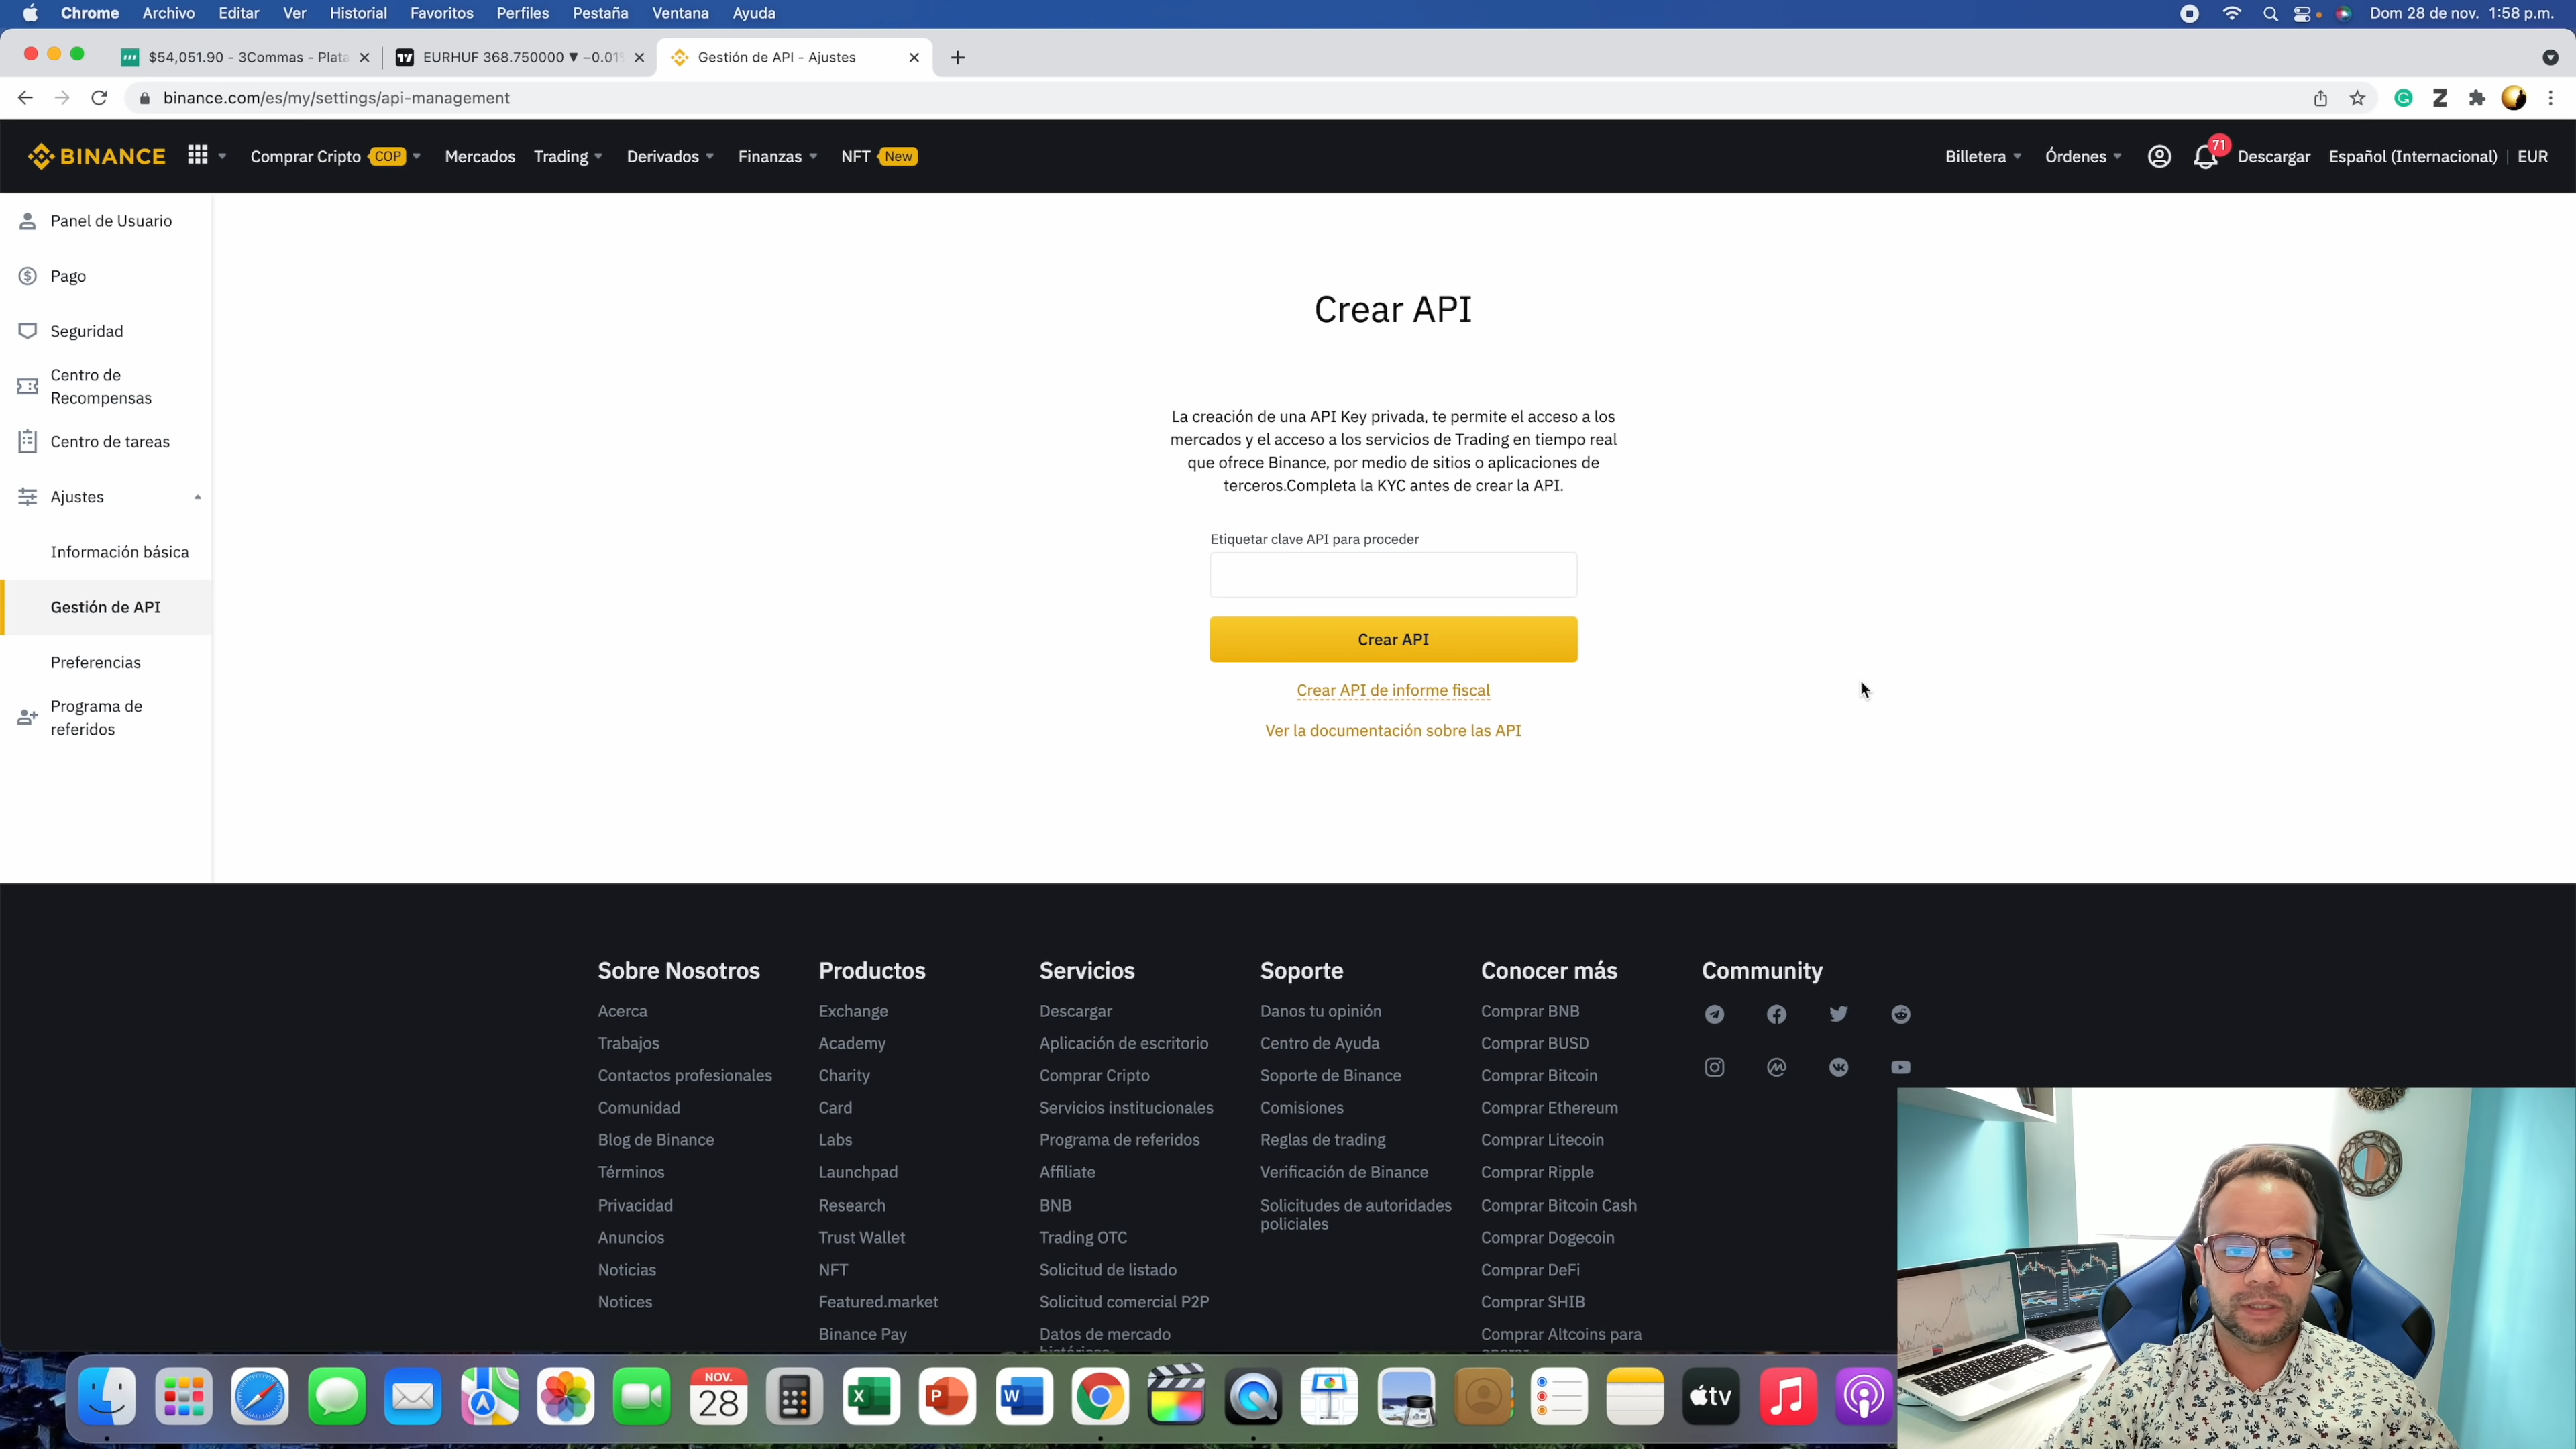 Chrome Archivo Editar Ver Historial Favoritos Perfiles Pestaña Ventana Ayuda Dom 28 de nov. 1:58 p.m.
$54,051.90 - 3Commas - Plata EURHUF 368.750000 ▼ −0.01% Gestión de API - Ajustes
binance.com/es/my/settings/api-management
BINANCE Comprar Cripto COP Mercados Trading Derivados Finanzas NFT New Billetera Órdenes 71 Descargar Español (Internacional) EUR
Panel de Usuario
Pago
Seguridad
Centro de
Recompensas
Centro de tareas
Ajustes
Información básica
Gestión de API
Preferencias
Programa de
referidos
Crear API
La creación de una API Key privada, te permite el acceso a los
mercados y el acceso a los servicios de Trading en tiempo real
que ofrece Binance, por medio de sitios o aplicaciones de
terceros.Completa la KYC antes de crear la API.
Etiquetar clave API para proceder
Crear API
Crear API de informe fiscal
Ver la documentación sobre las API
Sobre Nosotros
Acerca
Trabajos
Contactos profesionales
Comunidad
Blog de Binance
Términos
Privacidad
Anuncios
Noticias
Notices
Productos
Exchange
Academy
Charity
Card
Labs
Launchpad
Research
Trust Wallet
NFT
Featured.market
Binance Pay
Servicios
Descargar
Aplicación de escritorio
Comprar Cripto
Servicios institucionales
Programa de referidos
Affiliate
BNB
Trading OTC
Solicitud de listado
Solicitud comercial P2P
Datos de mercado
Soporte
Danos tu opinión
Centro de Ayuda
Soporte de Binance
Comisiones
Reglas de trading
Verificación de Binance
Solicitudes de autoridades
policiales
Conocer más
Comprar BNB
Comprar BUSD
Comprar Bitcoin
Comprar Ethereum
Comprar Litecoin
Comprar Ripple
Comprar Bitcoin Cash
Comprar Dogecoin
Comprar DeFi
Comprar SHIB
Comprar Altcoins para
Community
NOV.
28
tv